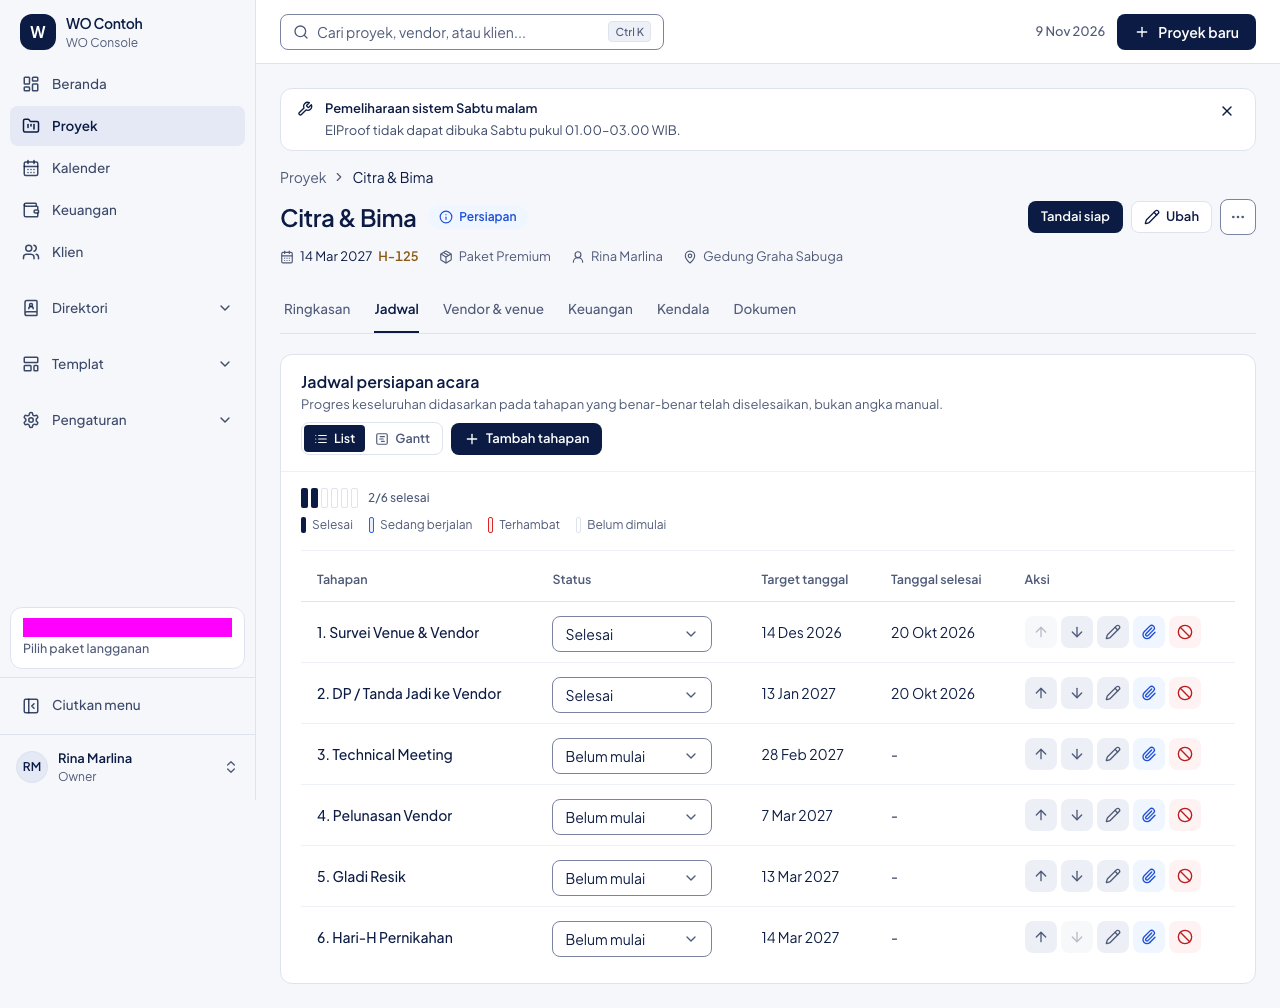 W
WO Contoh
WO Console
Beranda
Proyek
Kalender
Keuangan
Klien
Direktori
Templat
Pengaturan
Pilih paket langganan
Ciutkan menu
RM
Rina Marlina
Owner
Cari proyek, vendor, atau klien...
Ctrl K
9 Nov 2026
Proyek baru
Pemeliharaan sistem Sabtu malam
ElProof tidak dapat dibuka Sabtu pukul 01.00–03.00 WIB.
Proyek
Citra & Bima
Citra & Bima
Persiapan
Tandai siap
Ubah
14 Mar 2027 H-125
Paket Premium
Rina Marlina
Gedung Graha Sabuga
Ringkasan
Jadwal
Vendor & venue
Keuangan
Kendala
Dokumen
Jadwal persiapan acara
Progres keseluruhan didasarkan pada tahapan yang benar-benar telah diselesaikan, bukan angka manual.
List
Gantt
Tambah tahapan
2/6 selesai
Selesai
Sedang berjalan
Terhambat
Belum dimulai
Tahapan Status Target tanggal Tanggal selesai Aksi
1. Survei Venue & Vendor Selesai 14 Des 2026 20 Okt 2026
2. DP / Tanda Jadi ke Vendor Selesai 13 Jan 2027 20 Okt 2026
3. Technical Meeting Belum mulai 28 Feb 2027 -
4. Pelunasan Vendor Belum mulai 7 Mar 2027 -
5. Gladi Resik Belum mulai 13 Mar 2027 -
6. Hari-H Pernikahan Belum mulai 14 Mar 2027 -